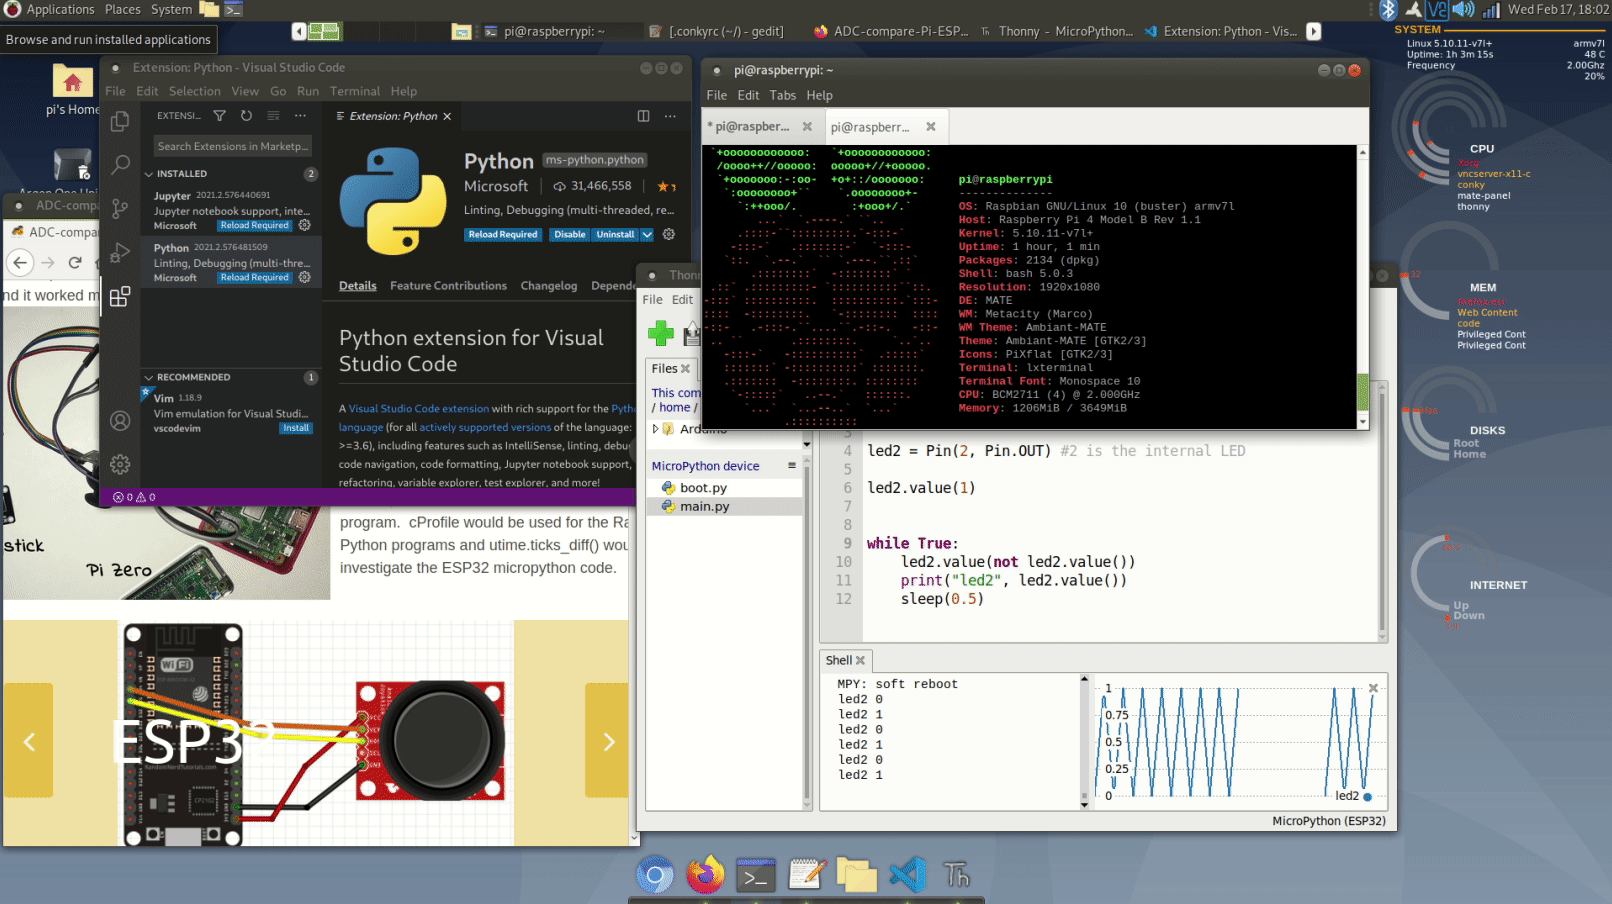 Applications Places System
Wed Feb 17, 18:02
Browse and run installed applications
pi@raspberrypi: ~
[.conkyrc (~/) - gedit]
ADC-compare-Pi-ESP...
Thonny - MicroPython...
Extension: Python - Vis...
SYSTEM
Linux 5.10.11-v7l+ armv7l
Uptime: 1h 3m 15s 48 C
Frequency 2.00Ghz
20%
CPU
Xorg
vncserver-x11-c
conky
mate-panel
thonny
MEM
Web Content
code
Privileged Cont
Privileged Cont
DISKS
Root
Home
INTERNET
Up
Down
pi's Home
Extension: Python - Visual Studio Code
File Edit Selection View Go Run Terminal Help
EXTENSI...
Search Extensions in Marketp...
INSTALLED 2
Jupyter 2021.2.576440691
Jupyter notebook support, inte...
Microsoft Reload Required
Python 2021.2.576481509
Linting, Debugging (multi-thre...
Microsoft Reload Required
RECOMMENDED 1
Vim 1.18.9
Vim emulation for Visual Studi...
vscodevim Install
0 0
Extension: Python
Python ms-python.python
Microsoft 31,466,558
Linting, Debugging (multi-threaded, re...
Reload Required Disable Uninstall
Details Feature Contributions Changelog Depende
Python extension for Visual
Studio Code
A Visual Studio Code extension with rich support for the Pyth
language (for all actively supported versions of the language:
>=3.6), including features such as IntelliSense, linting, debu
code navigation, code formatting, Jupyter notebook support,
refactoring, variable explorer, test explorer, and more!
pi@raspberrypi: ~
File Edit Tabs Help
* pi@raspber...
pi@raspberr...
pi@raspberrypi
--------------
OS: Raspbian GNU/Linux 10 (buster) armv7l
Host: Raspberry Pi 4 Model B Rev 1.1
Kernel: 5.10.11-v7l+
Uptime: 1 hour, 1 min
Packages: 2134 (dpkg)
Shell: bash 5.0.3
Resolution: 1920x1080
DE: MATE
WM: Metacity (Marco)
WM Theme: Ambiant-MATE
Theme: Ambiant-MATE [GTK2/3]
Icons: PiXflat [GTK2/3]
Terminal: lxterminal
Terminal Font: Monospace 10
CPU: BCM2711 (4) @ 2.000GHz
Memory: 1206MiB / 3649MiB
ADC-compa
ADC-compar
nd it worked m
stick
Pi Zero
program. cProfile would be used for the Ra
Python programs and utime.ticks_diff() wou
investigate the ESP32 micropython code.
WiFi
ESP32
RandomNerdTutorials.com
CP2102
Thonn
File Edit
Files
This com
/ home /
Ardu
MicroPython device
boot.py
main.py
3
4 led2 = Pin(2, Pin.OUT) #2 is the internal LED
5
6 led2.value(1)
7
8
9 while True:
10 led2.value(not led2.value())
11 print("led2", led2.value())
12 sleep(0.5)
Shell
MPY: soft reboot
led2 0
led2 1
led2 0
led2 1
led2 0
led2 1
1
0.75
0.5
0.25
0
led2
MicroPython (ESP32)
Th